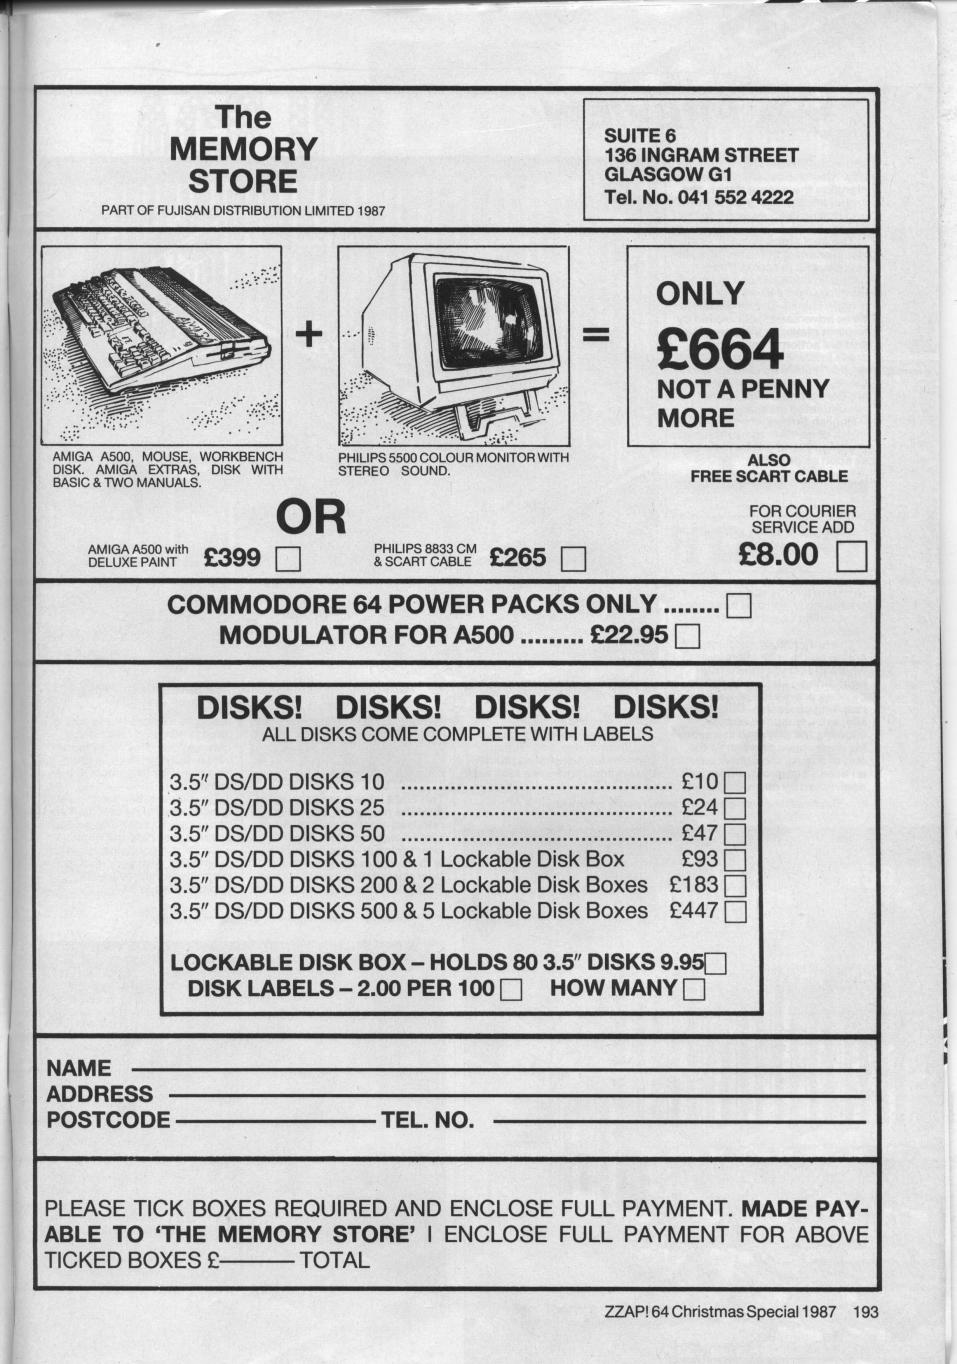 The
MEMORY
STORE
PART OF FUJISAN DISTRIBUTION LIMITED 1987
SUITE 6
136 INGRAM STREET
GLASGOW G1
Tel. No. 041 552 4222
+
=
ONLY
£664
NOT A PENNY
MORE
AMIGA A500, MOUSE, WORKBENCH
DISK. AMIGA EXTRAS, DISK WITH
BASIC & TWO MANUALS.
PHILIPS 5500 COLOUR MONITOR WITH
STEREO SOUND.
ALSO
FREE SCART CABLE
OR
FOR COURIER
SERVICE ADD
£8.00
AMIGA A500 with
DELUXE PAINT
£399
PHILIPS 8833 CM
& SCART CABLE
£265
COMMODORE 64 POWER PACKS ONLY ........
MODULATOR FOR A500 ......... £22.95
DISKS! DISKS! DISKS! DISKS!
ALL DISKS COME COMPLETE WITH LABELS
3.5" DS/DD DISKS 10 ........................................ £10
3.5" DS/DD DISKS 25 ........................................ £24
3.5" DS/DD DISKS 50 ........................................ £47
3.5" DS/DD DISKS 100 & 1 Lockable Disk Box £93
3.5" DS/DD DISKS 200 & 2 Lockable Disk Boxes £183
3.5" DS/DD DISKS 500 & 5 Lockable Disk Boxes £447
LOCKABLE DISK BOX – HOLDS 80 3.5" DISKS 9.95
DISK LABELS – 2.00 PER 100 HOW MANY
NAME
ADDRESS
POSTCODE TEL. NO.
PLEASE TICK BOXES REQUIRED AND ENCLOSE FULL PAYMENT. MADE PAY-
ABLE TO ‘THE MEMORY STORE’ I ENCLOSE FULL PAYMENT FOR ABOVE
TICKED BOXES £——— TOTAL
ZZAP! 64 Christmas Special 1987 193